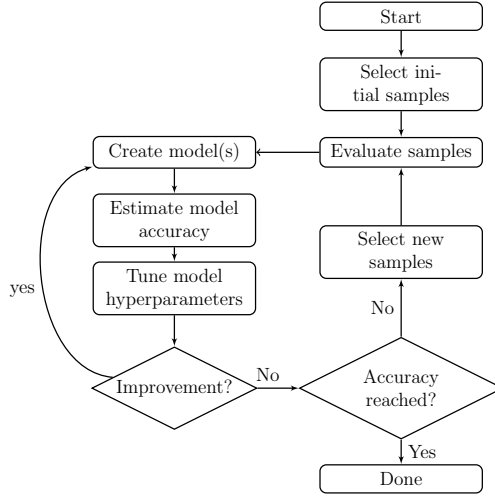 Start
Select ini-
tial samples
Create model(s)
Evaluate samples
Estimate model
accuracy
Select new
samples
Tune model
hyperparameters
yes
No
Improvement?
No
Accuracy
reached?
Yes
Done